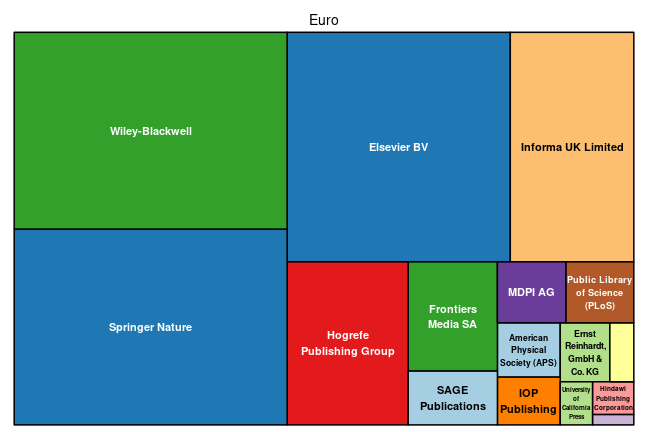 Euro
Wiley-Blackwell
Elsevier BV
Informa UK Limited
Springer Nature
Hogrefe
Publishing Group
Frontiers
Media SA
SAGE
Publications
MDPI AG
Public Library
of Science
(PLoS)
American
Physical
Society (APS)
Ernst
Reinhardt,
GmbH &
Co. KG
IOP
Publishing
University
of
California
Press
Hindawi
Publishing
Corporation